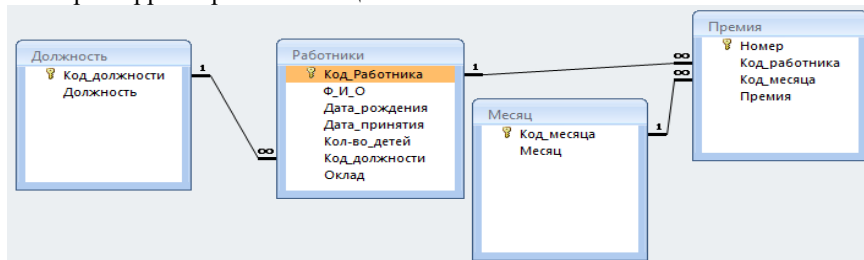 Должность
Код_должности
Должность
1
∞
Работники
Код_Работника
Ф_И_О
Дата_рождения
Дата_принятия
Кол-во_детей
Код_должности
Оклад
1
Месяц
Код_месяца
Месяц
1
∞
∞
Премия
Номер
Код_работника
Код_месяца
Премия